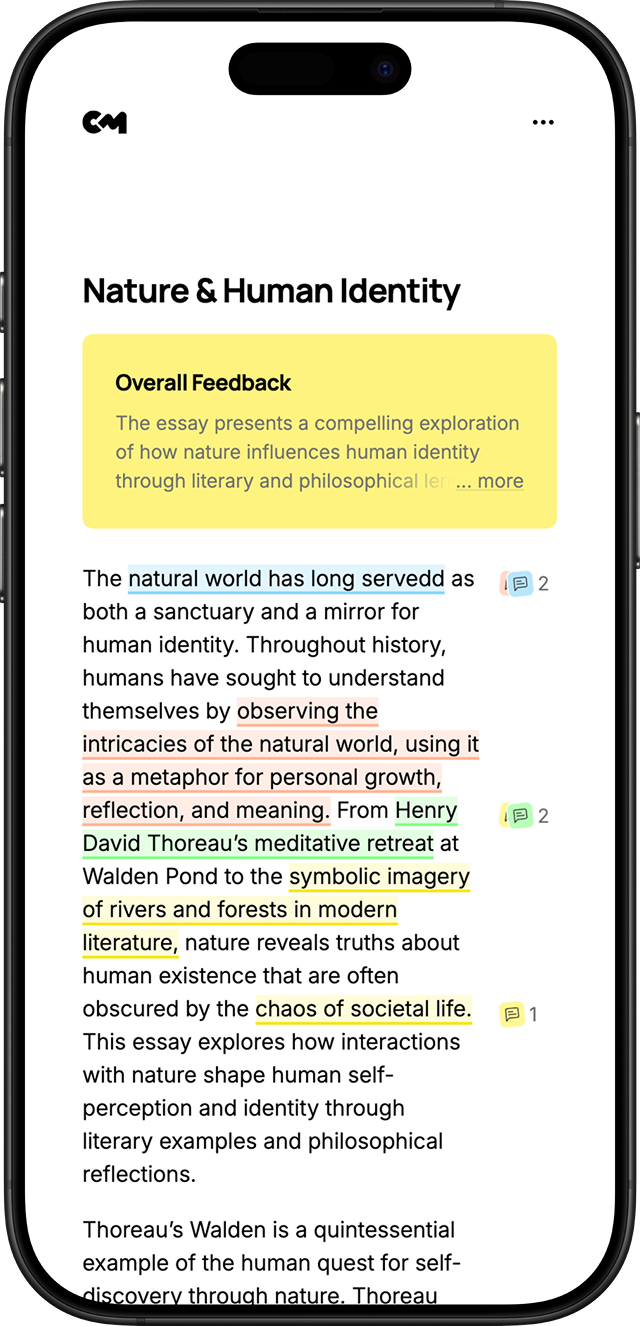 CM
Nature & Human Identity
Overall Feedback
The essay presents a compelling exploration
of how nature influences human identity
through literary and philosophical len ... more
The natural world has long servedd as
2
both a sanctuary and a mirror for
human identity. Throughout history,
humans have sought to understand
themselves by observing the
intricacies of the natural world, using it
as a metaphor for personal growth,
reflection, and meaning. From Henry
2
David Thoreau’s meditative retreat at
Walden Pond to the symbolic imagery
of rivers and forests in modern
literature, nature reveals truths about
human existence that are often
obscured by the chaos of societal life.
1
This essay explores how interactions
with nature shape human self-
perception and identity through
literary examples and philosophical
reflections.
Thoreau’s Walden is a quintessential
example of the human quest for self-
discovery through nature. Thoreau